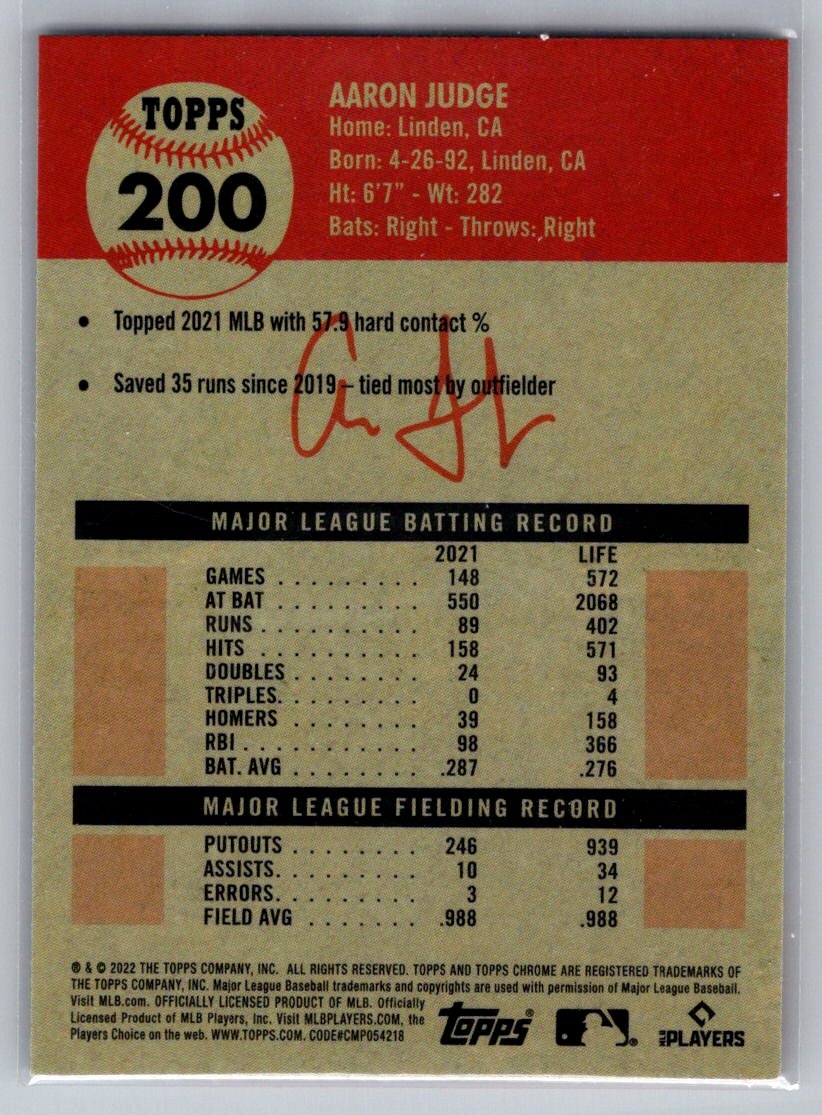 TOPPS
200
AARON JUDGE
Home: Linden, CA
Born: 4-26-92, Linden, CA
Ht: 6'7" - Wt: 282
Bats: Right - Throws: Right
• Topped 2021 MLB with 57.9 hard contact %
• Saved 35 runs since 2019 – tied most by outfielder
MAJOR LEAGUE BATTING RECORD
2021 LIFE
GAMES . . . . . . . . . 148 572
AT BAT . . . . . . . . . 550 2068
RUNS . . . . . . . . . . 89 402
HITS . . . . . . . . . . 158 571
DOUBLES . . . . . . . . 24 93
TRIPLES. . . . . . . . . 0 4
HOMERS . . . . . . . . 39 158
RBI . . . . . . . . . . . 98 366
BAT. AVG . . . . . . . . .287 .276
MAJOR LEAGUE FIELDING RECORD
PUTOUTS . . . . . . . . 246 939
ASSISTS. . . . . . . . . 10 34
ERRORS. . . . . . . . . 3 12
FIELD AVG . . . . . . . .988 .988
® & © 2022 THE TOPPS COMPANY, INC. ALL RIGHTS RESERVED. TOPPS AND TOPPS CHROME ARE REGISTERED TRADEMARKS OF
THE TOPPS COMPANY, INC. Major League Baseball trademarks and copyrights are used with permission of Major League Baseball.
Visit MLB.com. OFFICIALLY LICENSED PRODUCT OF MLB. Officially
Licensed Product of MLB Players, Inc. Visit MLBPLAYERS.COM, the
Players Choice on the web. WWW.TOPPS.COM. CODE#CMP054218
topps®
MLB PLAYERS